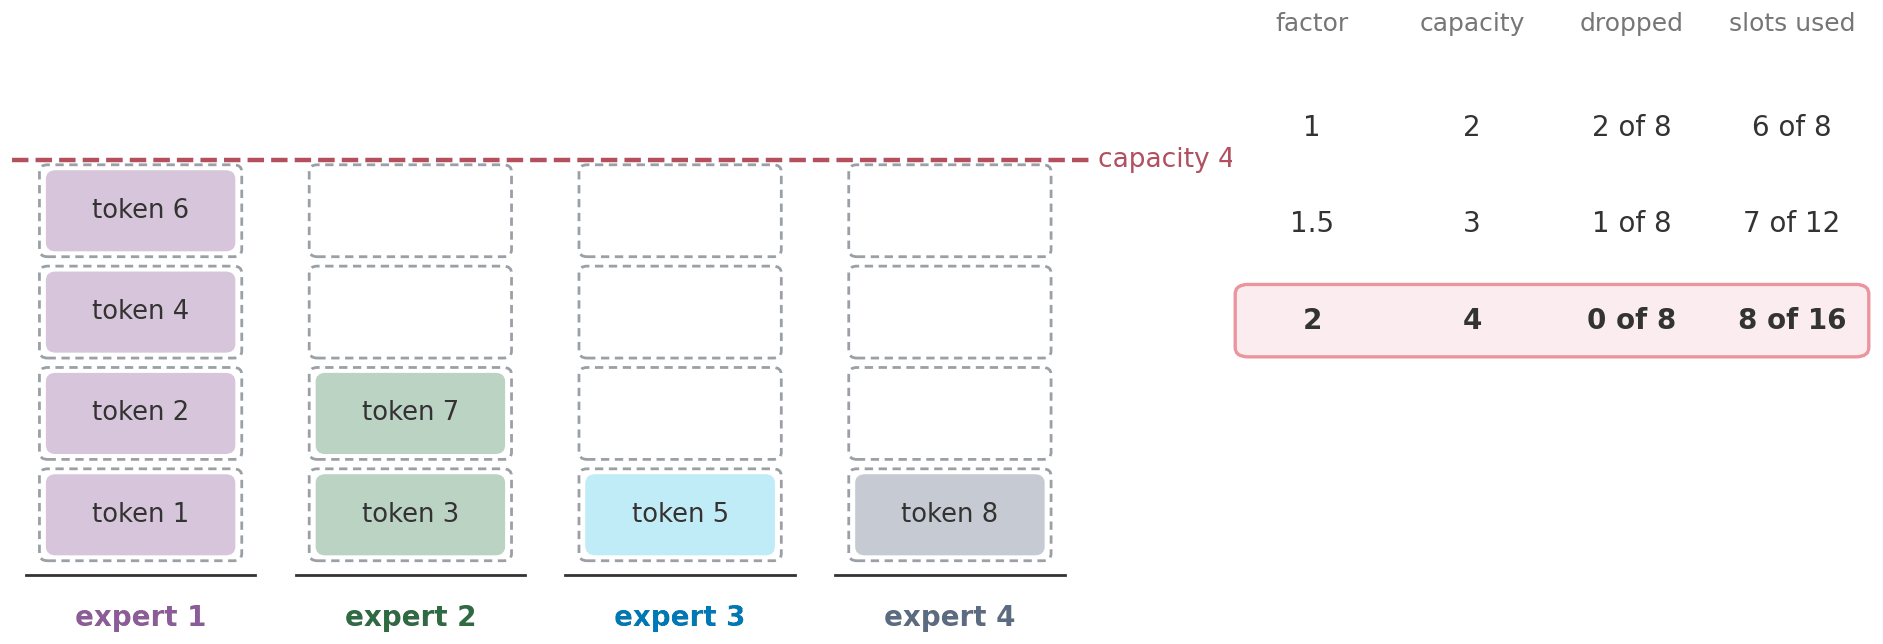 factor capacity dropped slots used
1 2 2 of 8 6 of 8
capacity 4
token 6
1.5 3 1 of 8 7 of 12
token 4
2 4 0 of 8 8 of 16
token 2 token 7
token 1 token 3 token 5 token 8
expert 1 expert 2 expert 3 expert 4